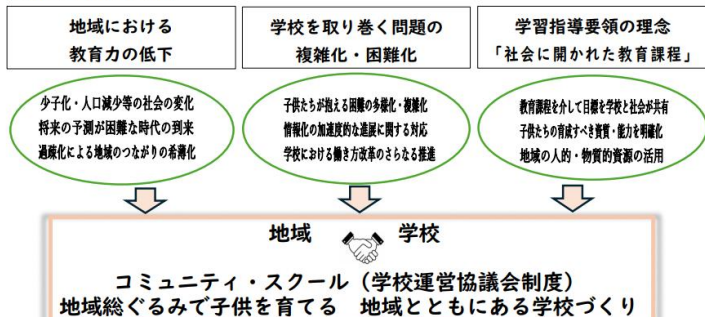 地域における
教育力の低下
学校を取り巻く問題の
複雑化・困難化
学習指導要領の理念
「社会に開かれた教育課程」
少子化・人口減少等の社会の変化
将来の予測が困難な時代の到来
過疎化による地域のつながりの希薄化
子供たちが抱える困難の多様化・複雑化
情報化の加速度的な進展に関する対応
学校における働き方改革のさらなる推進
教育課程を介して目標を学校と社会が共有
子供たちの育成すべき資質・能力を明確化
地域の人的・物質的資源の活用
地域 学校
コミュニティ・スクール（学校運営協議会制度）
地域総ぐるみで子供を育てる 地域とともにある学校づくり